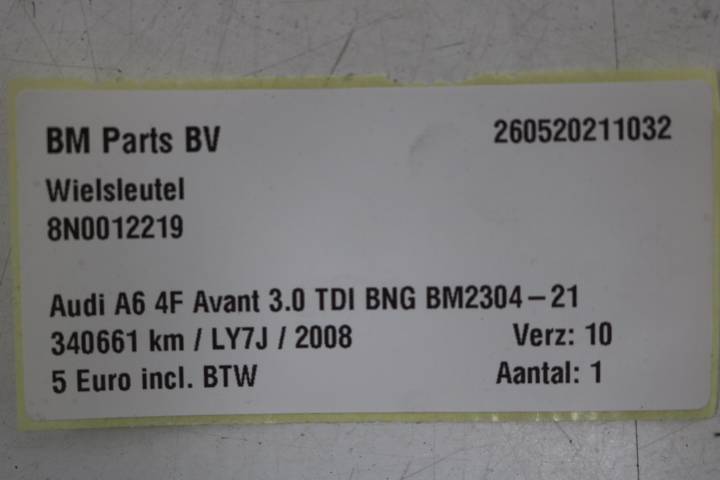 BM Parts BV 260520211032
Wielsleutel
8N0012219
Audi A6 4F Avant 3.0 TDI BNG BM2304-21
340661 km / LY7J / 2008 Verz: 10
5 Euro incl. BTW Aantal: 1